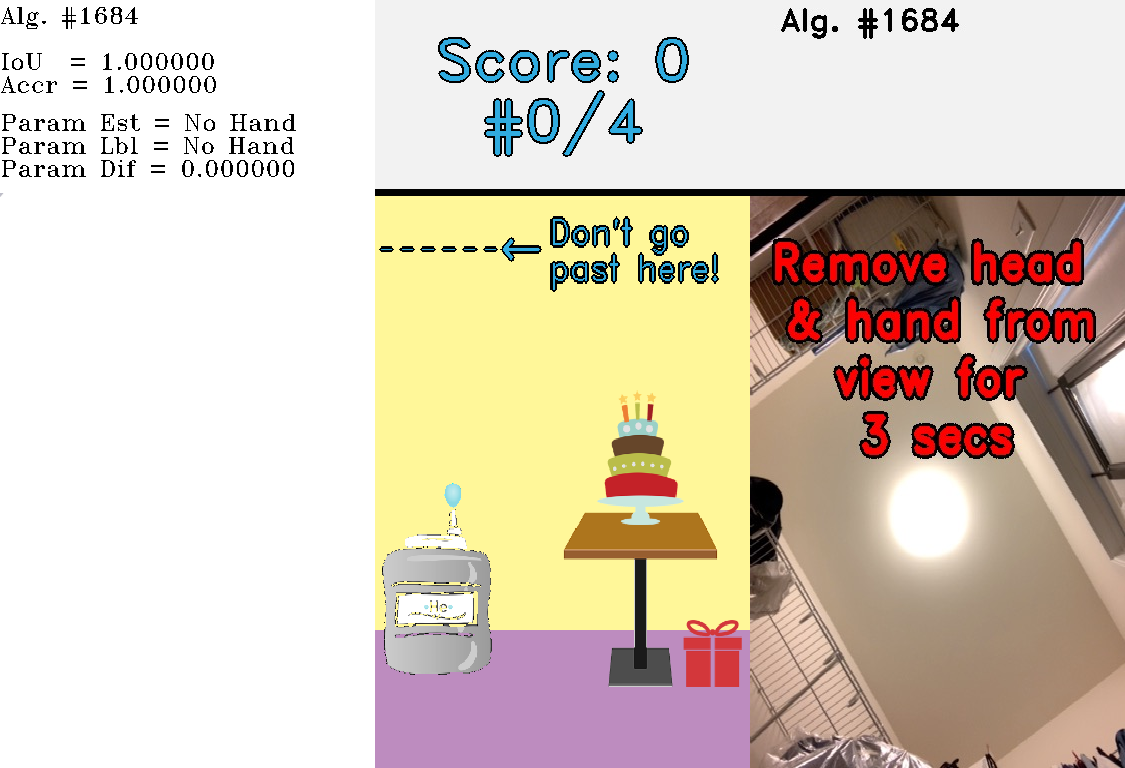 Alg. #1684
IoU = 1.000000
Accr = 1.000000
Param Est = No Hand
Param Lbl = No Hand
Param Dif = 0.000000
Score: 0
#0/4
Alg. #1684
Don't go
past here!
Remove head
& hand from
view for
3 secs